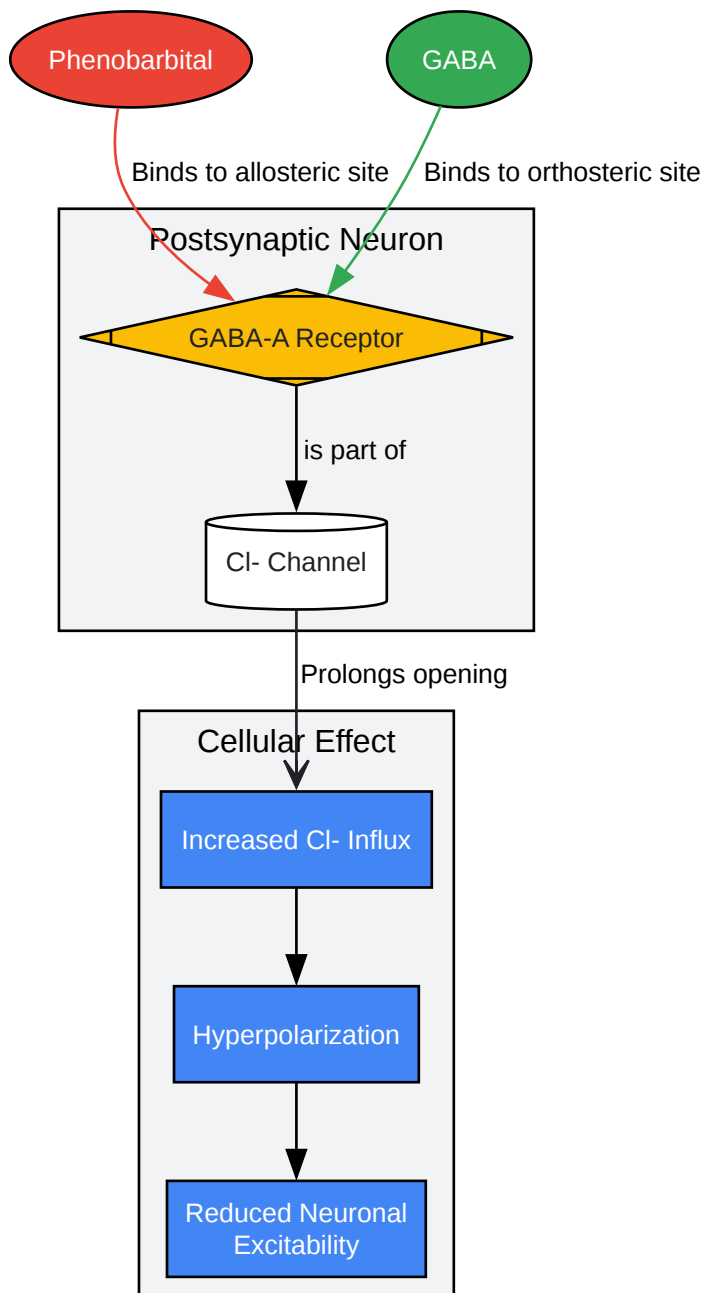 Phenobarbital
GABA
Binds to allosteric site
Binds to orthosteric site
Postsynaptic Neuron
GABA-A Receptor
is part of
Cl- Channel
Prolongs opening
Cellular Effect
Increased Cl- Influx
Hyperpolarization
Reduced Neuronal
Excitability